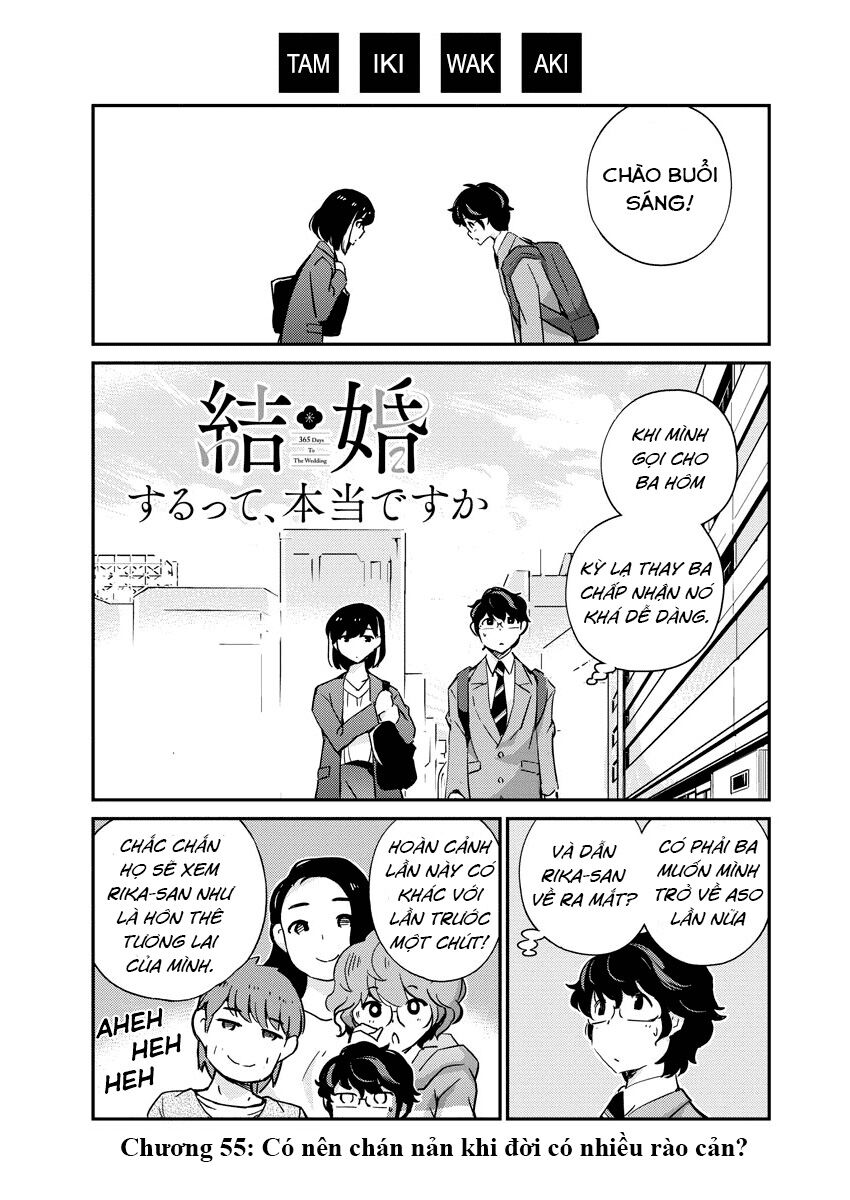 TAM IKI WAK AKI
CHÀO BUỔI
SÁNG!
結婚
365 Days
To
The Wedding
するって、本当ですか
KHI MÌNH
GỌI CHO
BA HÔM
KỲ LẠ THAY BA
CHẤP NHẬN NÓ
KHÁ DỄ DÀNG.
CÓ PHẢI BA
MUỐN MÌNH
TRỞ VỀ ASO
LẦN NỮA
VÀ DẪN
RIKA-SAN
VỀ RA MẮT?
HOÀN CẢNH
LẦN NÀY CÓ
KHÁC VỚI
LẦN TRƯỚC
MỘT CHÚT!
CHẮC CHẮN
HỌ SẼ XEM
RIKA-SAN NHƯ
LÀ HÔN THÊ
TƯƠNG LAI
CỦA MÌNH.
AHEH
HEH
HEH
Chương 55: Có nên chán nản khi đời có nhiều rào cản?